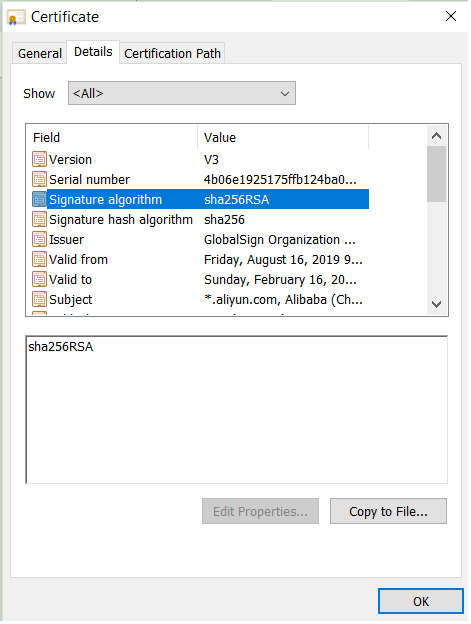 Certificate
General Details Certification Path
Show <All>
Field Value
Version V3
Serial number 4b06e1925175ffb124ba0...
Signature algorithm sha256RSA
Signature hash algorithm sha256
Issuer GlobalSign Organization ...
Valid from Friday, August 16, 2019 9...
Valid to Sunday, February 16, 20...
Subject *.aliyun.com, Alibaba (Ch...
sha256RSA
Edit Properties... Copy to File...
OK